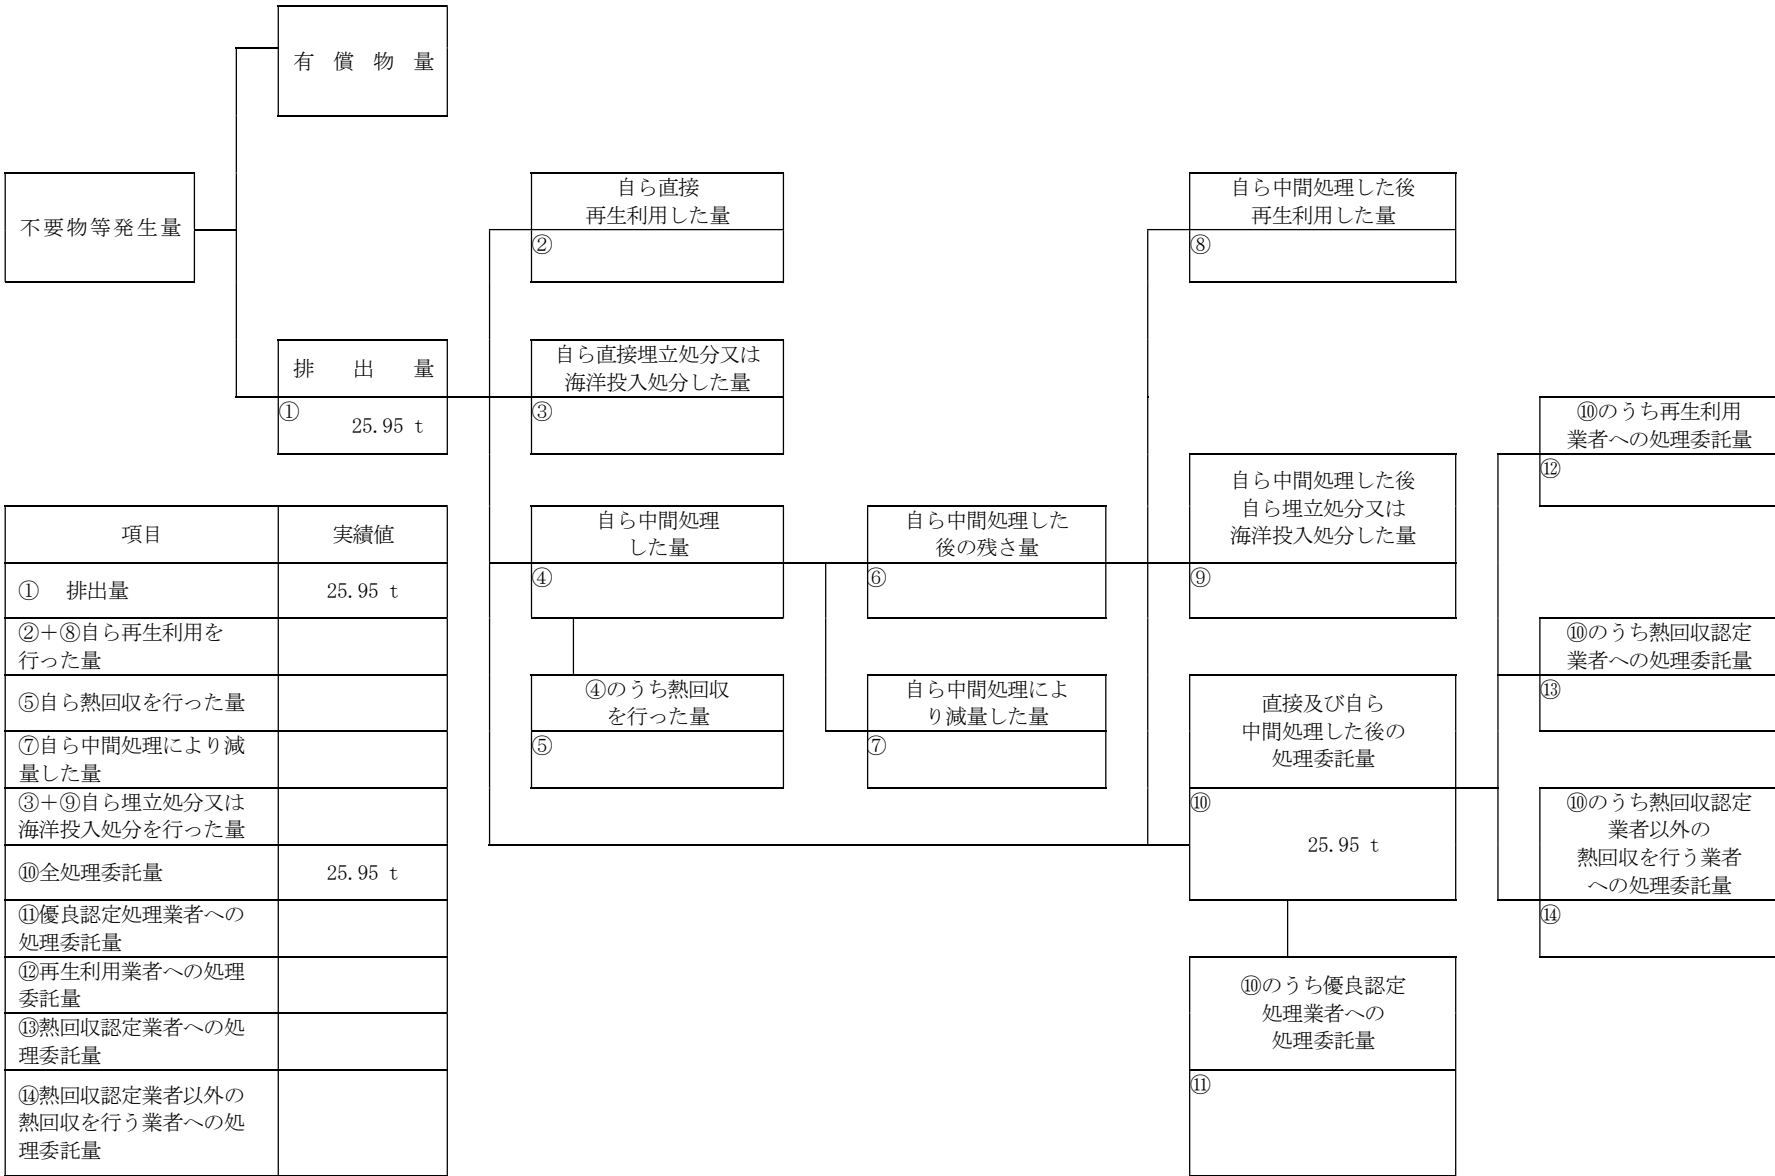 有　償　物　量
不要物等発生量
自ら直接
再生利用した量
②
自ら中間処理した後
再生利用した量
⑧
排　出　量
①
25.95 t
自ら直接埋立処分又は
海洋投入処分した量
③
自ら中間処理
した量
④
自ら中間処理した
後の残さ量
⑥
自ら中間処理した後
自ら埋立処分又は
海洋投入処分した量
⑨
④のうち熱回収
を行った量
⑤
自ら中間処理によ
り減量した量
⑦
直接及び自ら
中間処理した後の
処理委託量
⑩
25.95 t
⑩のうち優良認定
処理業者への
処理委託量
⑪
⑩のうち再生利用
業者への処理委託量
⑫
⑩のうち熱回収認定
業者への処理委託量
⑬
⑩のうち熱回収認定
業者以外の
熱回収を行う業者
への処理委託量
⑭
項目　実績値
①　排出量　25.95 t
②＋⑧自ら再生利用を
行った量
⑤自ら熱回収を行った量
⑦自ら中間処理により減
量した量
③＋⑨自ら埋立処分又は
海洋投入処分を行った量
⑩全処理委託量　25.95 t
⑪優良認定処理業者への
処理委託量
⑫再生利用業者への処理
委託量
⑬熱回収認定業者への処
理委託量
⑭熱回収認定業者以外の
熱回収を行う業者への処
理委託量